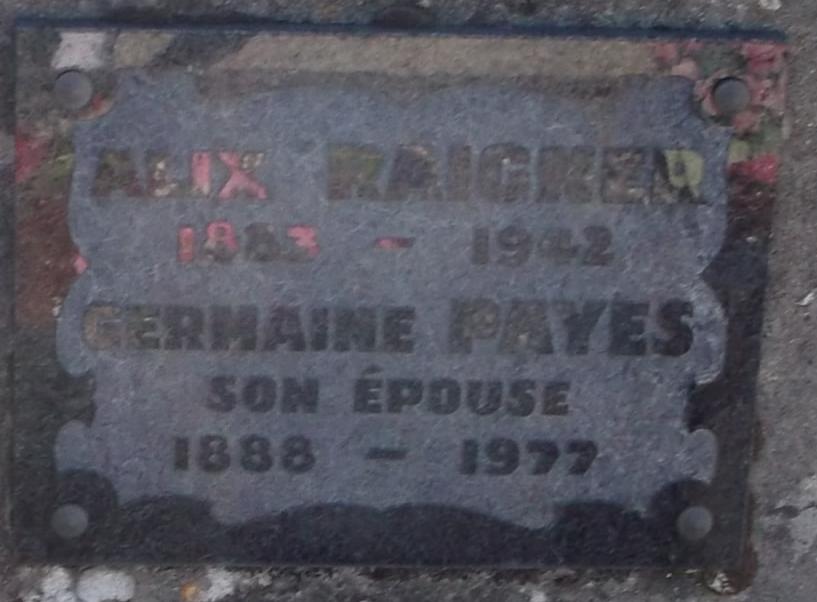 ALIX RAIGNER
1883 - 1942
GERMAINE PAYES
SON ÉPOUSE
1888 - 1977